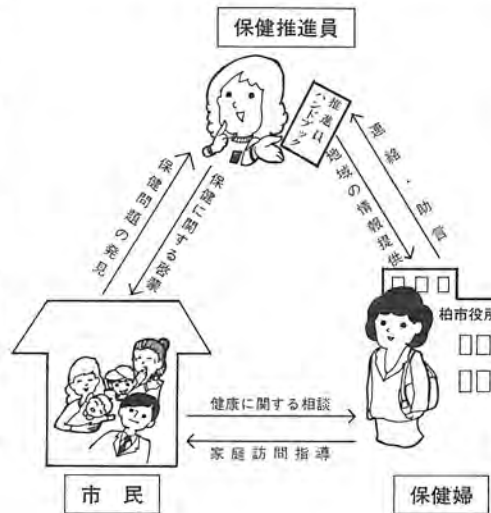 保健推進員
推進員
ハンドブック
保健問題の発見
保健に関する啓蒙
地域の情報提供
連絡・助言
柏市役所
健康に関する相談
家庭訪問指導
市民
保健婦